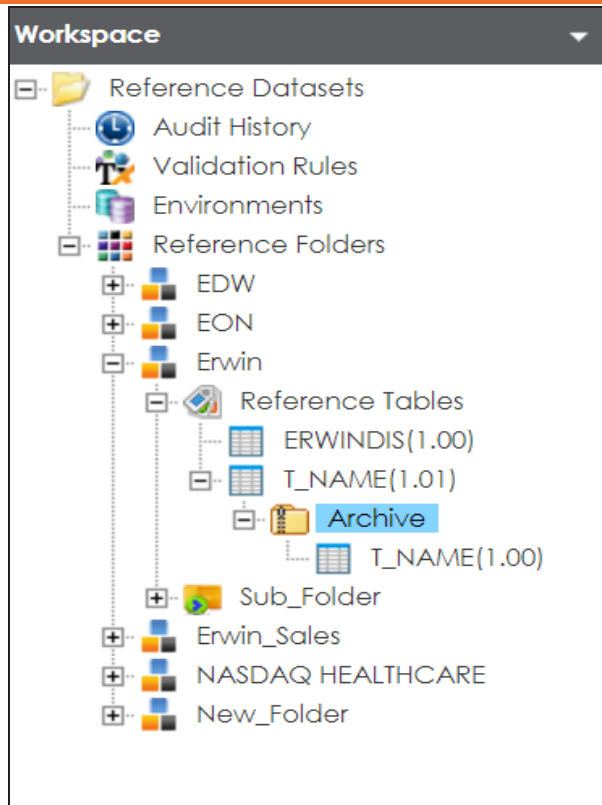 Workspace
Reference Datasets
Audit History
Validation Rules
Environments
Reference Folders
EDW
EON
Erwin
Reference Tables
ERWINDIS(1.00)
T_NAME(1.01)
Archive
T_NAME(1.00)
Sub_Folder
Erwin_Sales
NASDAQ HEALTHCARE
New_Folder